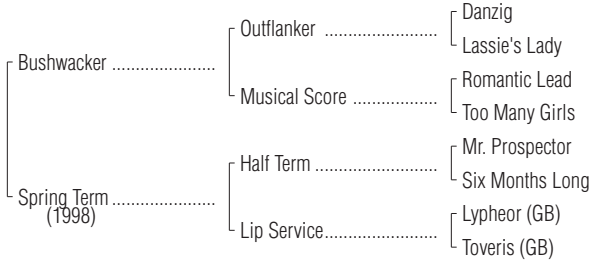 Danzig
Outflanker ....................
Lassie's Lady
Bushwacker ......................
Romantic Lead
Musical Score .................
Too Many Girls
Mr. Prospector
Half Term ........................
Six Months Long
Spring Term ......................
(1998)
Lypheor (GB)
Lip Service.......................
Toveris (GB)